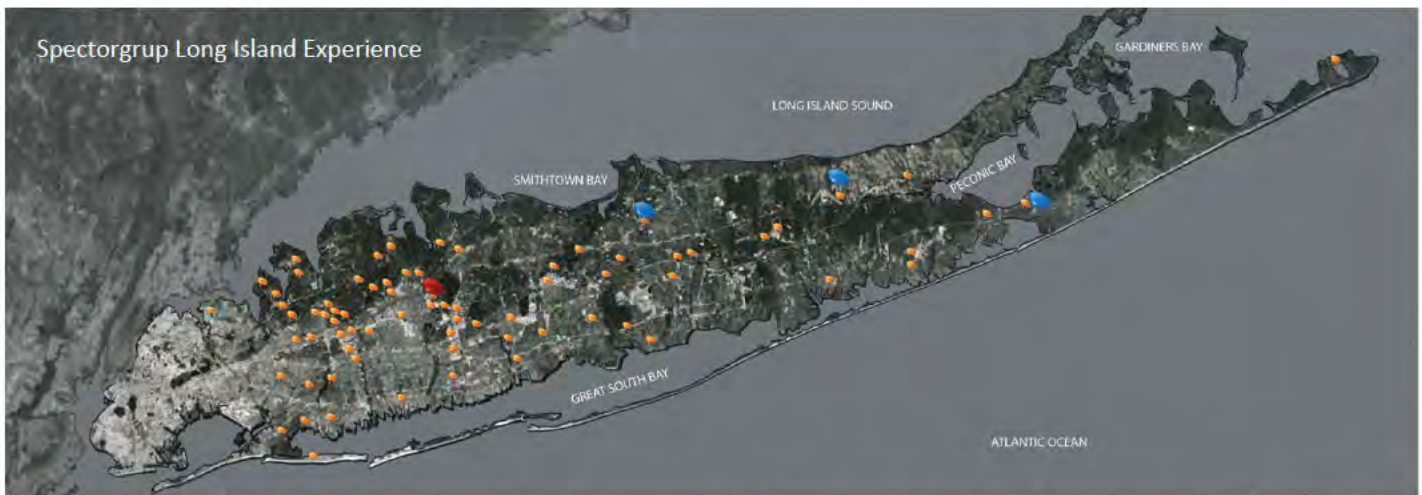 Spectorgrup Long Island Experience
GARDINERS BAY
LONG ISLAND SOUND
PECONIC BAY
SMITHTOWN BAY
GREAT SOUTH BAY
ATLANTIC OCEAN